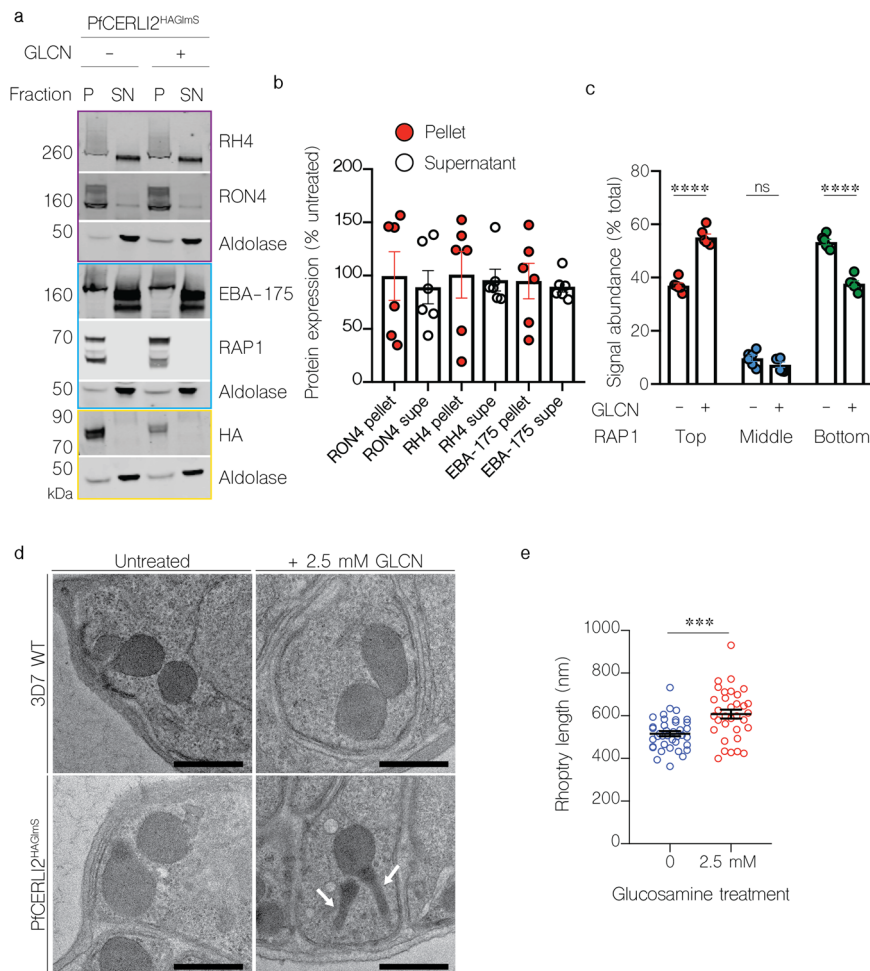 a
PfCERLI2^HAGlmS
GLCN – +
Fraction P SN P SN
260 RH4
160 RON4
50 Aldolase
160 EBA-175
70 RAP1
50 Aldolase
90 HA
70
50 Aldolase
kDa
b
Pellet
Supernatant
Protein expression (% untreated)
200
150
100
50
0
RON4 pellet
RON4 supe
RH4 pellet
RH4 supe
EBA-175 pellet
EBA-175 supe
c
Signal abundance (% total)
80
60
40
20
0
**** ns ****
GLCN – + – + – +
RAP1 Top Middle Bottom
d
Untreated + 2.5 mM GLCN
3D7 WT
PfCERLI2^HAGlmS
e
***
Rhoptry length (nm)
1000
800
600
400
200
0
0 2.5 mM
Glucosamine treatment